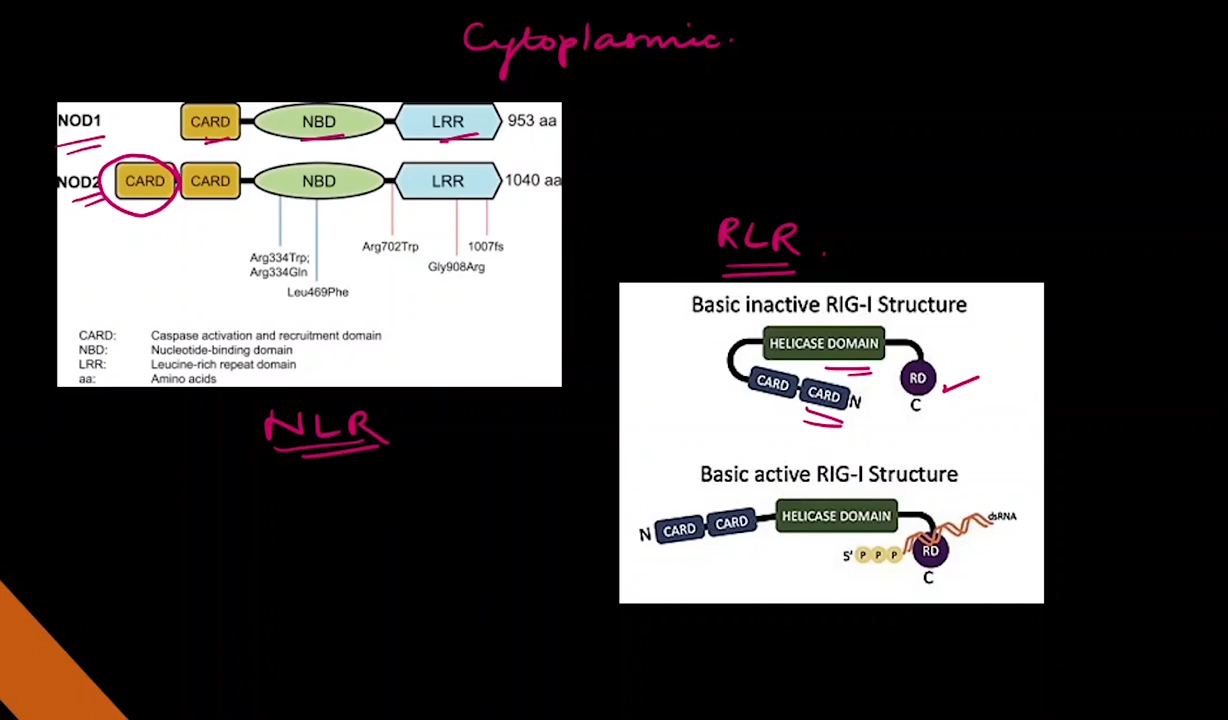 Cytoplasmic.
NOD1 CARD NBD LRR 953 aa
NOD2 CARD CARD NBD LRR 1040 aa
Arg334Trp;
Arg334Gln
Leu469Phe
Arg702Trp
Gly908Arg
1007fs
CARD: Caspase activation and recruitment domain
NBD: Nucleotide-binding domain
LRR: Leucine-rich repeat domain
aa: Amino acids
NLR
RLR
Basic inactive RIG-I Structure
HELICASE DOMAIN
CARD CARD N
RD
C
Basic active RIG-I Structure
N CARD CARD HELICASE DOMAIN
dsRNA
5' P P P RD
C